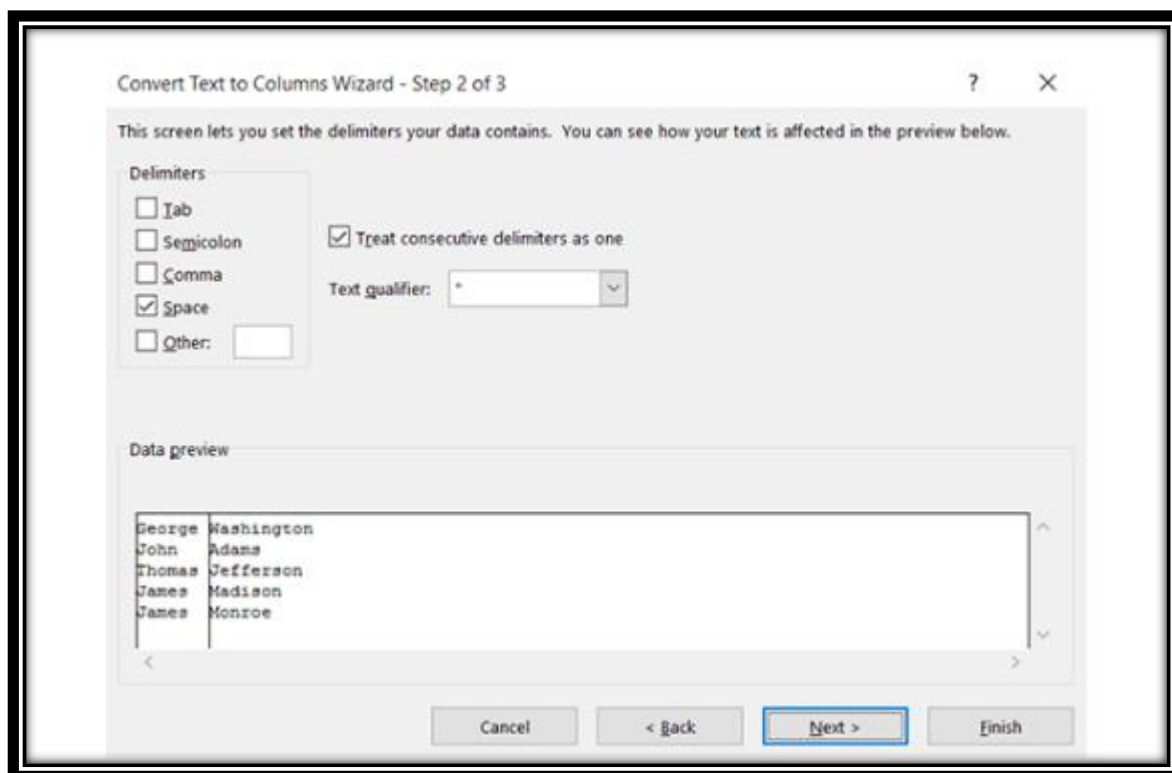 Convert Text to Columns Wizard - Step 2 of 3
This screen lets you set the delimiters your data contains. You can see how your text is affected in the preview below.
Delimiters
Tab
Semicolon
Comma
Space
Other:
Treat consecutive delimiters as one
Text qualifier: "
Data preview
George Washington
John Adams
Thomas Jefferson
James Madison
James Monroe
Cancel < Back Next > Finish